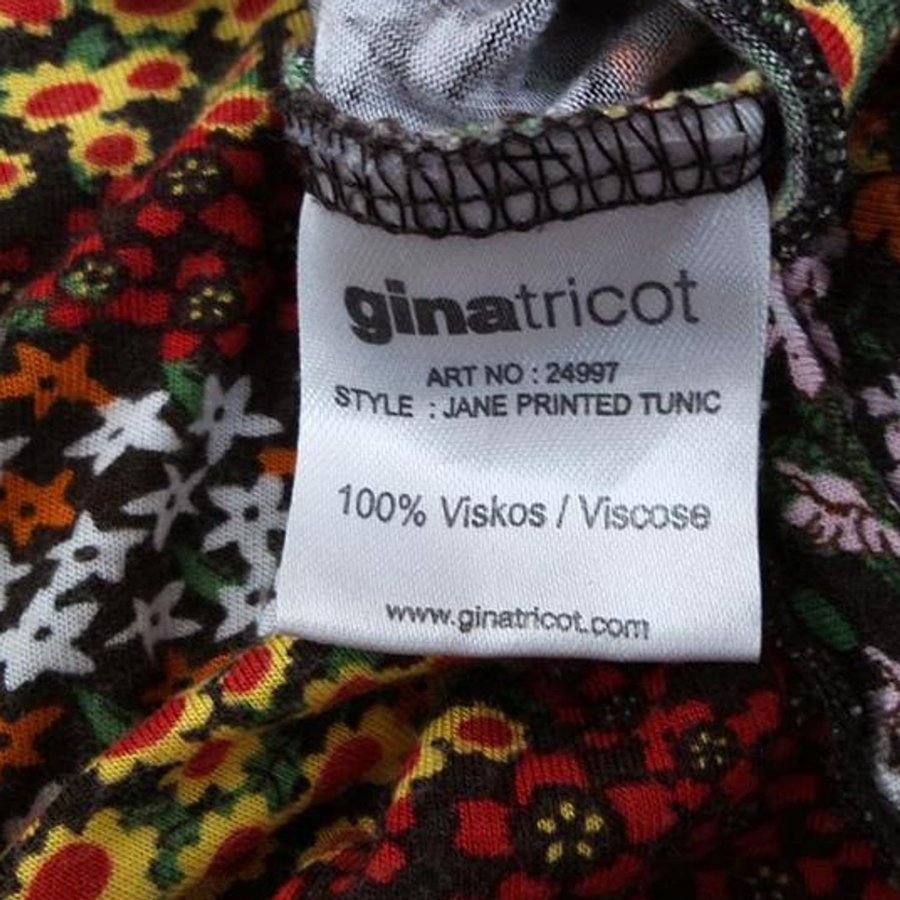 ginatricot
ART NO : 24997
STYLE : JANE PRINTED TUNIC
100% Viskos / Viscose
www.ginatricot.com